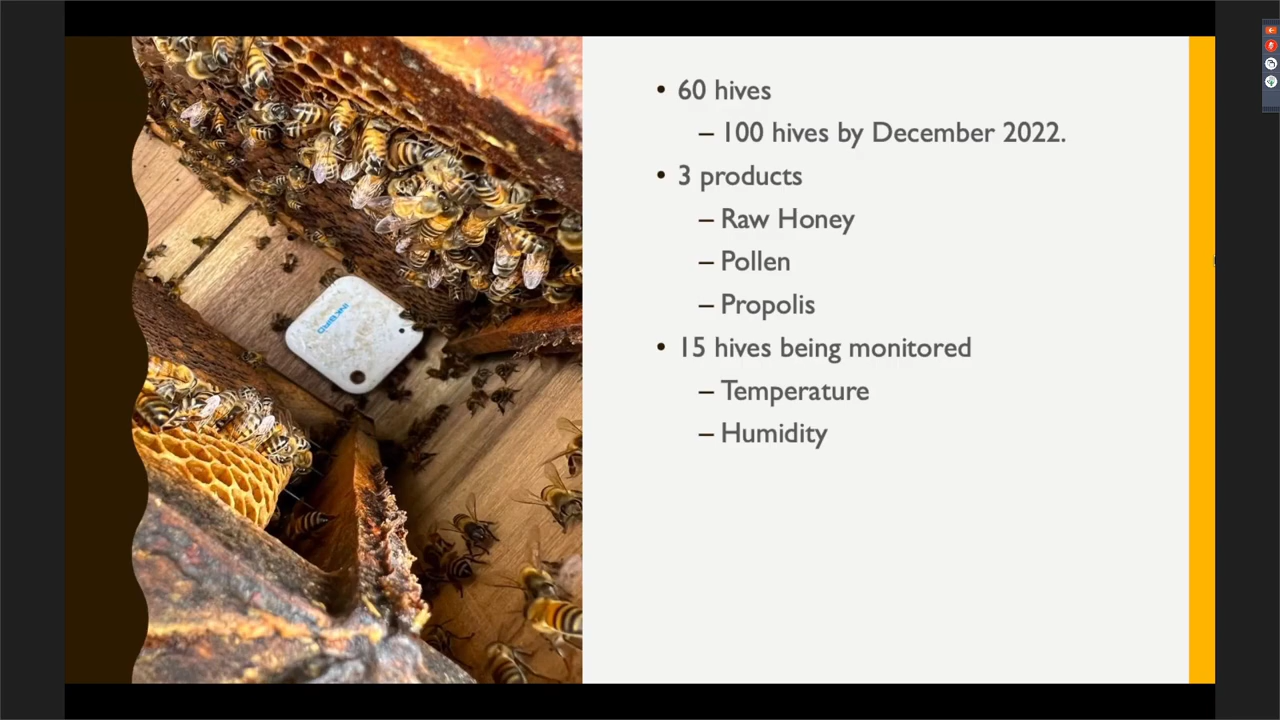 INKBIRD
• 60 hives
– 100 hives by December 2022.
• 3 products
– Raw Honey
– Pollen
– Propolis
• 15 hives being monitored
– Temperature
– Humidity